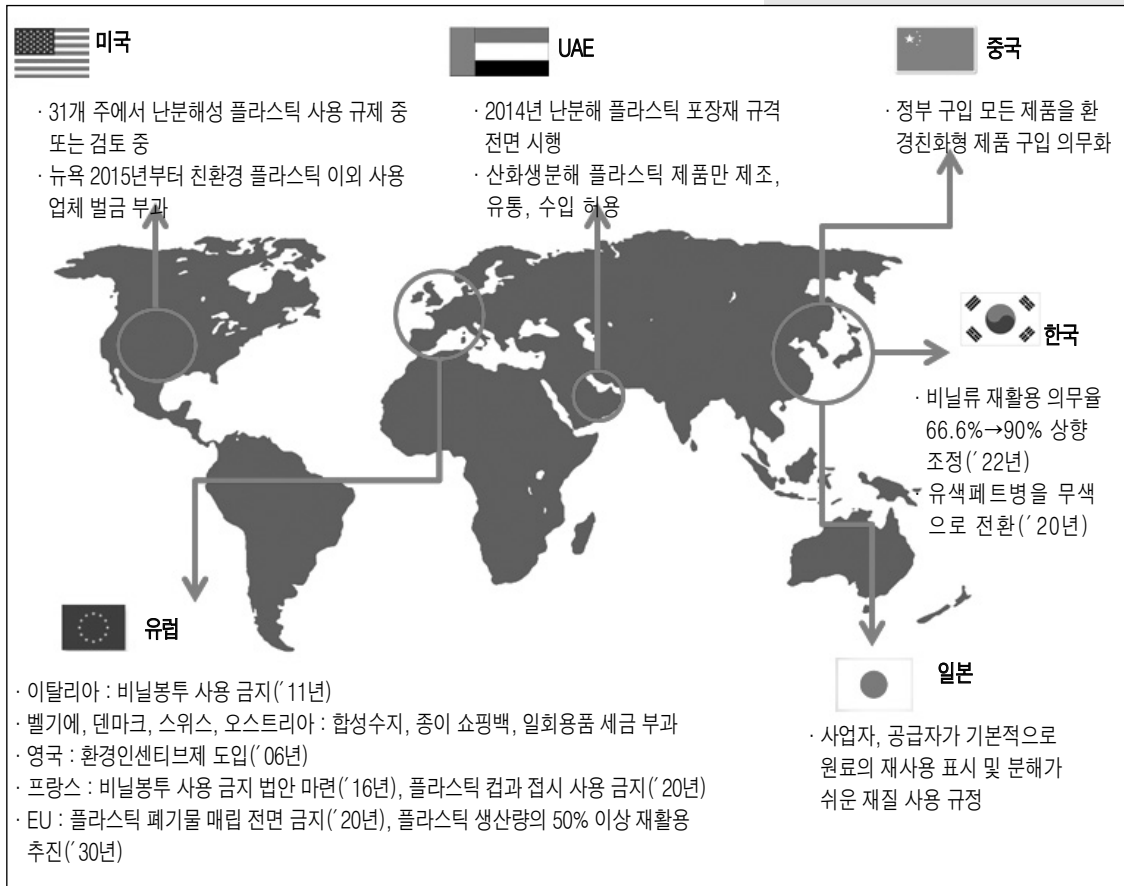 미국
· 31개 주에서 난분해성 플라스틱 사용 규제 중
또는 검토 중
· 뉴욕 2015년부터 친환경 플라스틱 이외 사용
업체 벌금 부과
UAE
· 2014년 난분해 플라스틱 포장재 규격
전면 시행
· 산화생분해 플라스틱 제품만 제조,
유통, 수입 허용
중국
· 정부 구입 모든 제품을 환
경친화형 제품 구입 의무화
한국
· 비닐류 재활용 의무율
66.6%→90% 상향
조정(´22년)
· 유색페트병을 무색
으로 전환(´20년)
유럽
· 이탈리아 : 비닐봉투 사용 금지(´11년)
· 벨기에, 덴마크, 스위스, 오스트리아 : 합성수지, 종이 쇼핑백, 일회용품 세금 부과
· 영국 : 환경인센티브제 도입(´06년)
· 프랑스 : 비닐봉투 사용 금지 법안 마련(´16년), 플라스틱 컵과 접시 사용 금지(´20년)
· EU : 플라스틱 폐기물 매립 전면 금지(´20년), 플라스틱 생산량의 50% 이상 재활용
추진(´30년)
일본
· 사업자, 공급자가 기본적으로
원료의 재사용 표시 및 분해가
쉬운 재질 사용 규정